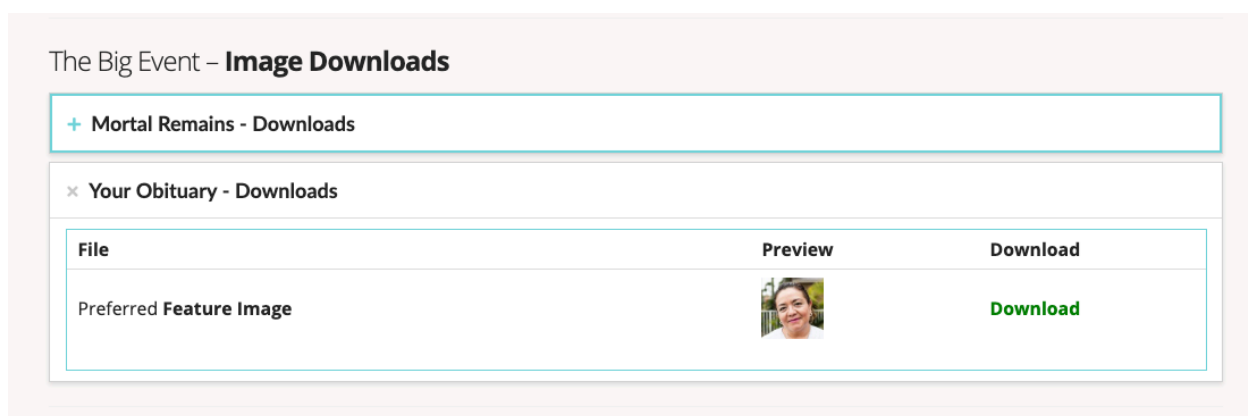 The Big Event – Image Downloads
+ Mortal Remains - Downloads
× Your Obituary - Downloads
File Preview Download
Preferred Feature Image Download